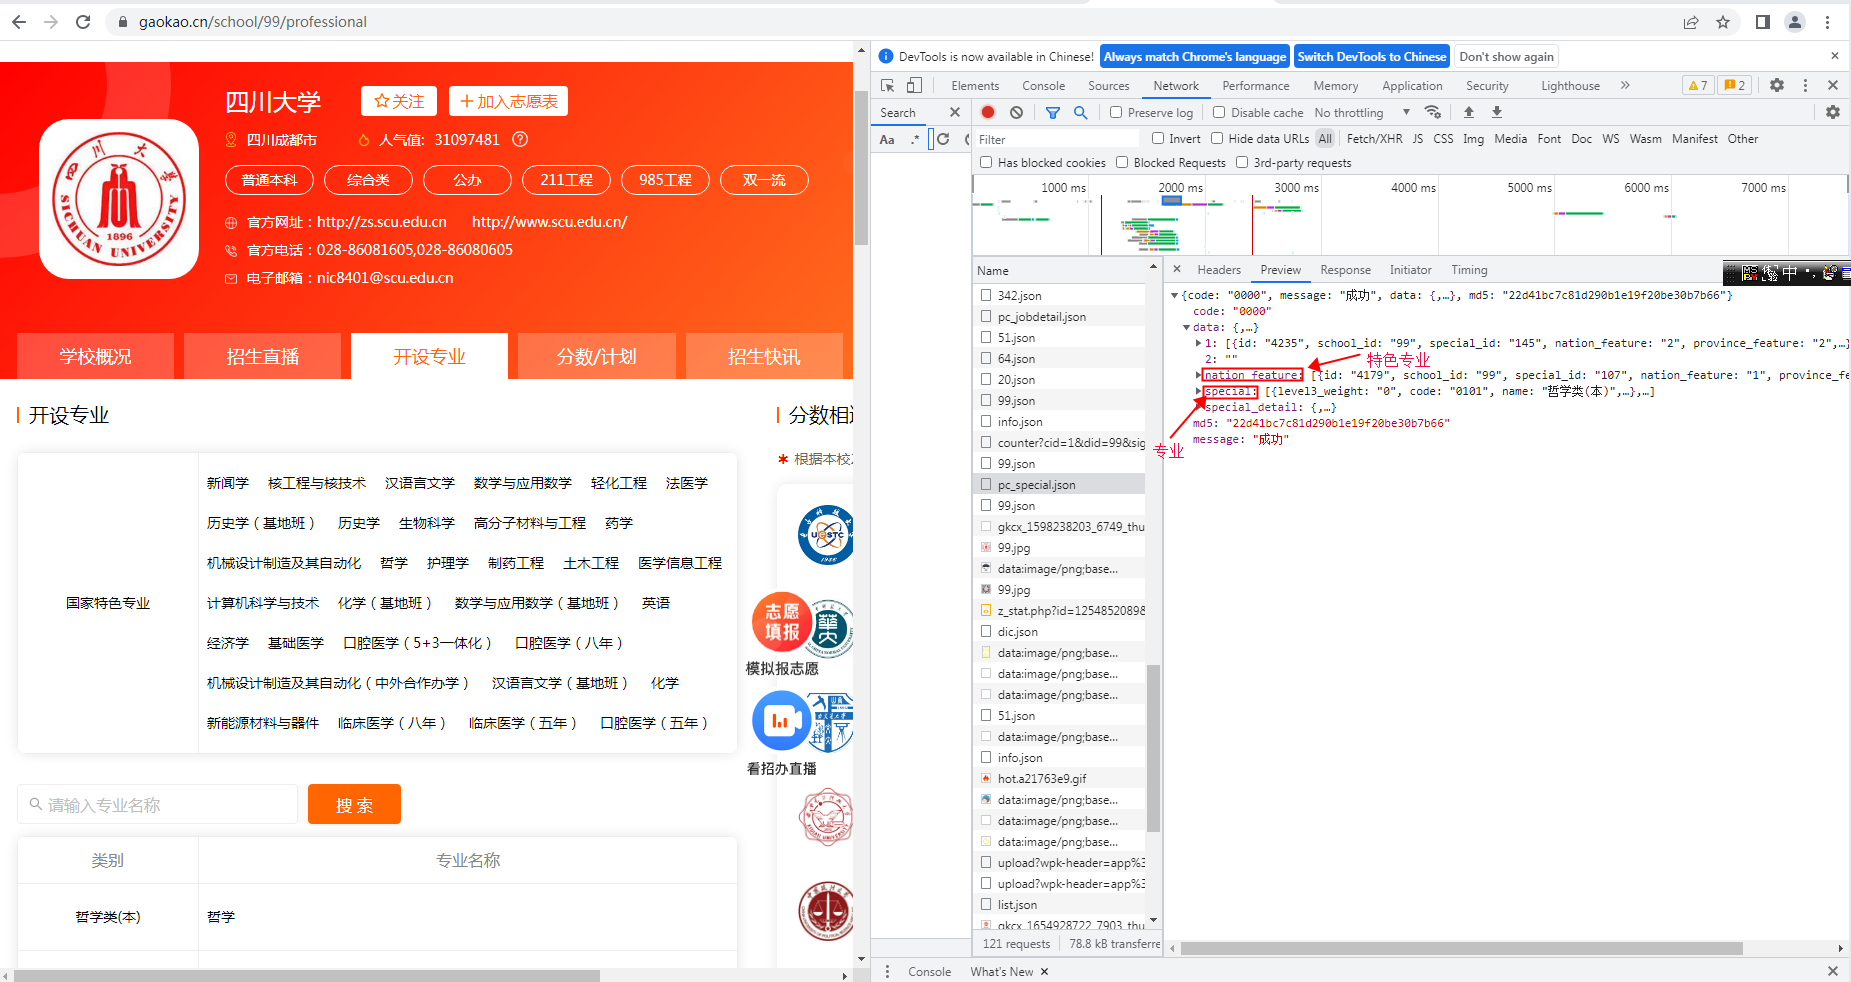 gaokao.cn/school/99/professional
四川大学
关注
加入志愿表
四川成都市
人气值: 31097481
普通本科
综合类
公办
211工程
985工程
双一流
官方网址：http://zs.scu.edu.cn http://www.scu.edu.cn/
官方电话：028-86081605,028-86080605
电子邮箱：nic8401@scu.edu.cn
四川大学
SICHUAN UNIVERSITY
1896
学校概况
招生直播
开设专业
分数/计划
招生快讯
开设专业
国家特色专业
新闻学 核工程与核技术 汉语言文学 数学与应用数学 轻化工程 法医学
历史学（基地班） 历史学 生物科学 高分子材料与工程 药学
机械设计制造及其自动化 哲学 护理学 制药工程 土木工程 医学信息工程
计算机科学与技术 化学（基地班） 数学与应用数学（基地班） 英语
经济学 基础医学 口腔医学（5+3一体化） 口腔医学（八年）
机械设计制造及其自动化（中外合作办学） 汉语言文学（基地班） 化学
新能源材料与器件 临床医学（八年） 临床医学（五年） 口腔医学（五年）
请输入专业名称
搜 索
类别
专业名称
哲学类(本)
哲学
分数相
* 根据本校
UESTC
1956
志愿
填报
模拟报志愿
看招办直播
DevTools is now available in Chinese!
Always match Chrome's language
Switch DevTools to Chinese
Don't show again
Elements Console Sources Network Performance Memory Application Security Lighthouse
7
2
Search
Preserve log
Disable cache
No throttling
Aa .*
Filter
Invert
Hide data URLs
All Fetch/XHR JS CSS Img Media Font Doc WS Wasm Manifest Other
Has blocked cookies
Blocked Requests
3rd-party requests
1000 ms 2000 ms 3000 ms 4000 ms 5000 ms 6000 ms 7000 ms
Name
342.json
pc_jobdetail.json
51.json
64.json
20.json
99.json
info.json
counter?cid=1&did=99&sig
99.json
pc_special.json
99.json
gkcx_1598238203_6749_thu
99.jpg
data:image/png;base...
99.jpg
z_stat.php?id=1254852089&
dic.json
data:image/png;base...
data:image/png;base...
data:image/png;base...
51.json
data:image/png;base...
info.json
hot.a21763e9.gif
data:image/png;base...
data:image/png;base...
data:image/png;base...
upload?wpk-header=app%3
upload?wpk-header=app%3
list.json
gkcx_1654928722_7903_thu
121 requests
78.8 kB transferre
Headers Preview Response Initiator Timing
{code: "0000", message: "成功", data: {,…}, md5: "22d41bc7c81d290b1e19f20be30b7b66"}
code: "0000"
data: {,…}
1: [{id: "4235", school_id: "99", special_id: "145", nation_feature: "2", province_feature: "2",…}
2: ""
特色专业
nation_feature: [{id: "4179", school_id: "99", special_id: "107", nation_feature: "1", province_fe
special: [{level3_weight: "0", code: "0101", name: "哲学类(本)",…},…]
special_detail: {,…}
md5: "22d41bc7c81d290b1e19f20be30b7b66"
message: "成功"
专业
中
Console What's New